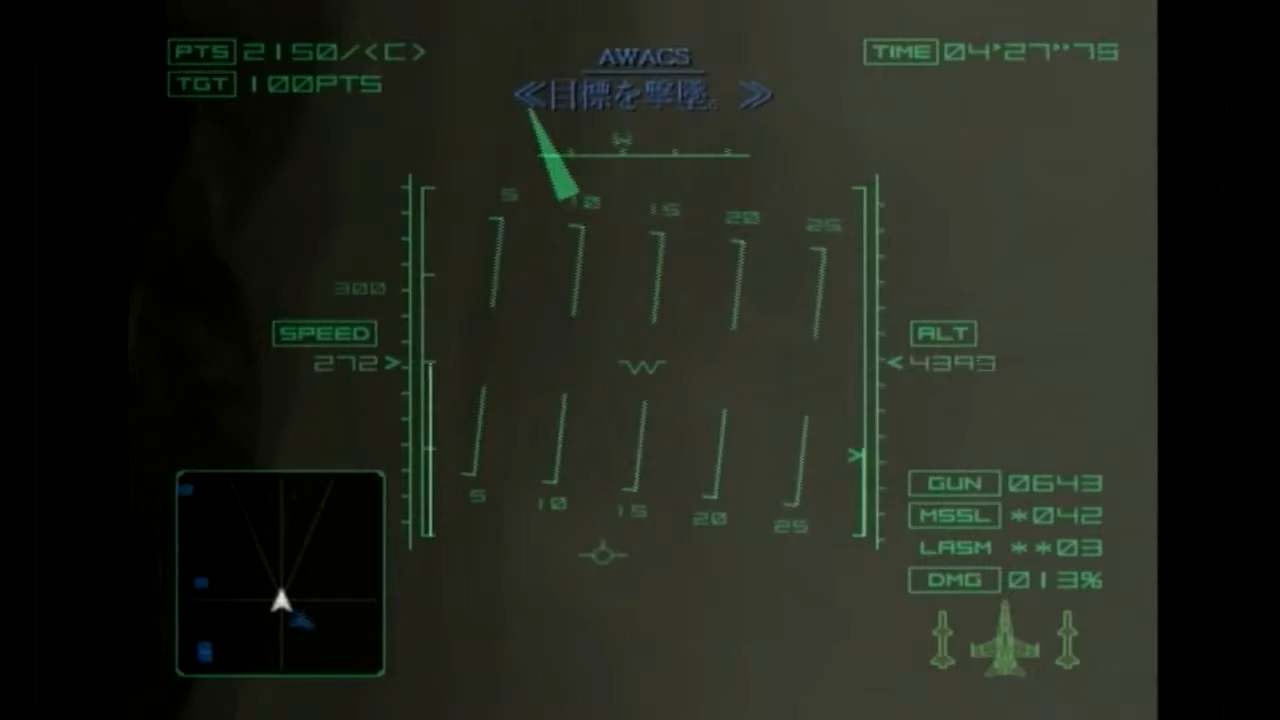 PTS 2150/<C>
TGT 100PTS
AWACS
≪目標を撃墜。≫
TIME 04'27"75
W
5 10 15 20 25
300
SPEED
272>
ALT
<4393
5 10 15 20 25
GUN 0643
MSSL *042
LASM **03
DMG 013%